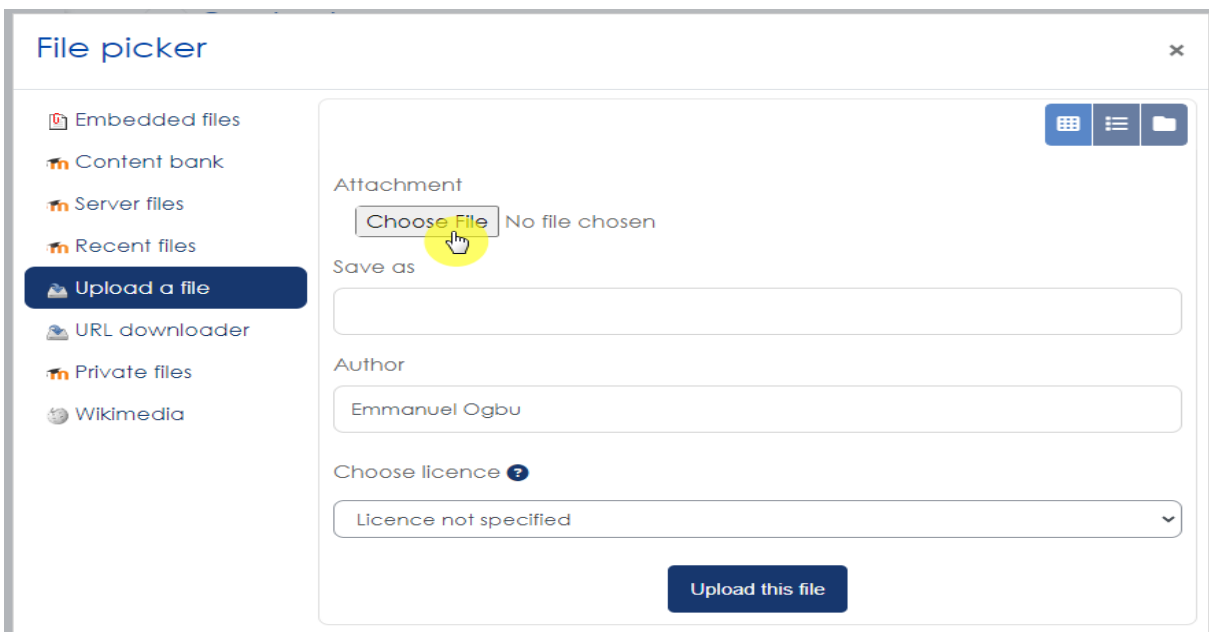 File picker
×
Embedded files
Content bank
Server files
Recent files
Upload a file
URL downloader
Private files
Wikimedia
Attachment
Choose File No file chosen
Save as
Author
Emmanuel Ogbu
Choose licence ?
Licence not specified
Upload this file